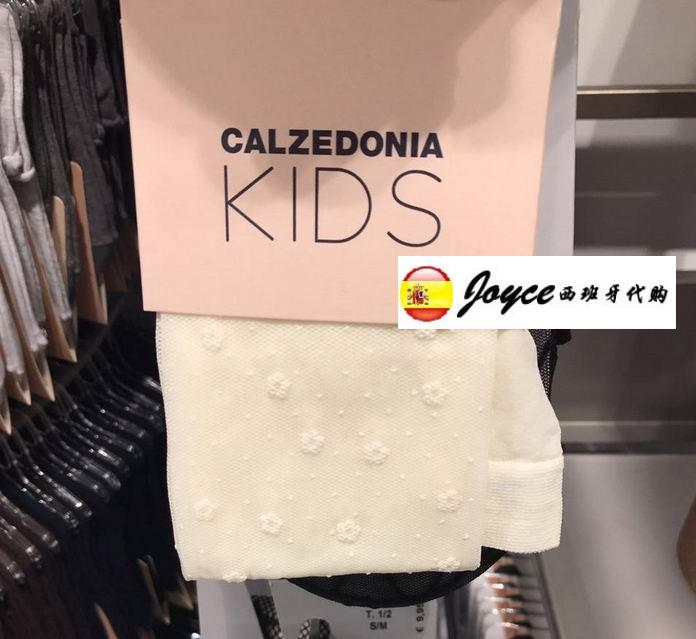 CALZEDONIA
KIDS
Joyce西班牙代购
T. 1/2
S/M